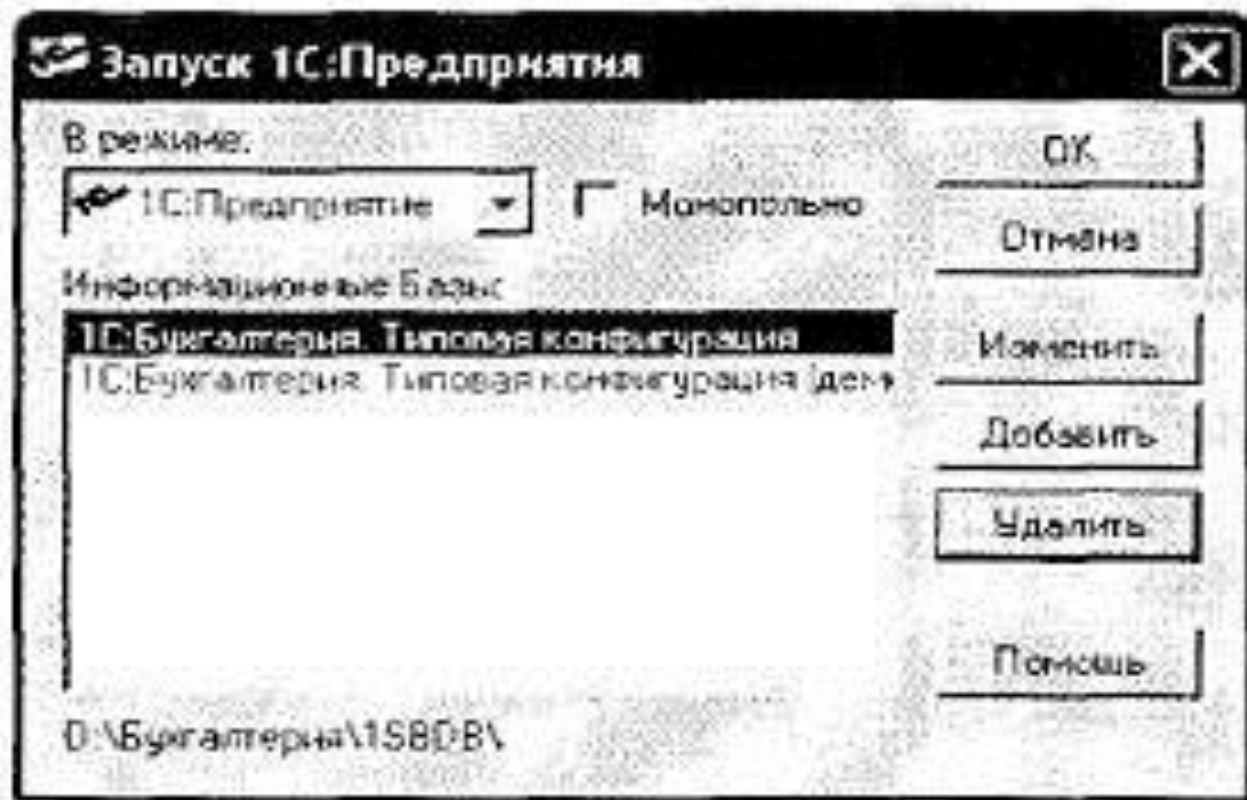 Запуск 1С:Предприятия
В режиме:
1С:Предприятие
Монопольно
Информационные Базы:
1С:Бухгалтерия. Типовая конфигурация
1С:Бухгалтерия. Типовая конфигурация (демо
D:\Бухгалтерия\1SBDB\
OK
Отмена
Изменить
Добавить
Удалить
Помощь